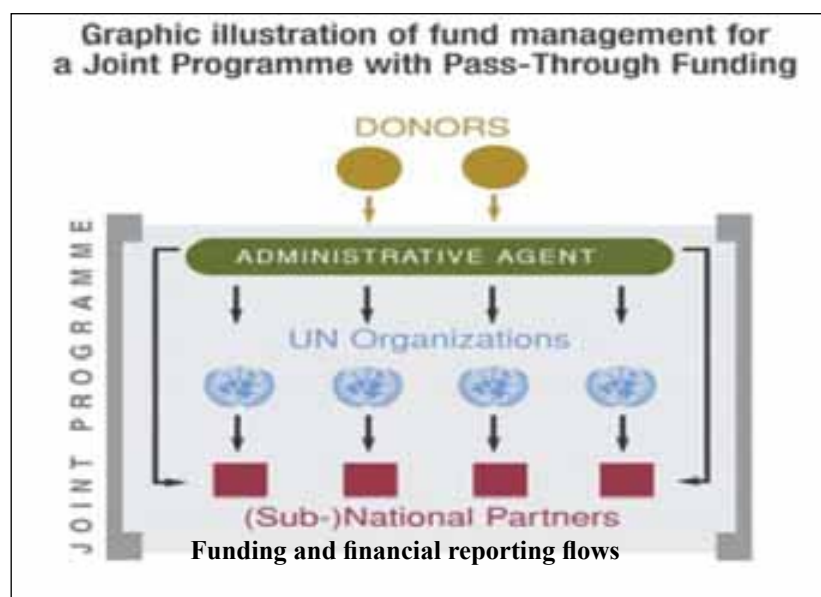 Graphic illustration of fund management for
a Joint Programme with Pass-Through Funding
DONORS
JOINT PROGRAMME
ADMINISTRATIVE AGENT
UN Organizations
(Sub-)National Partners
Funding and financial reporting flows